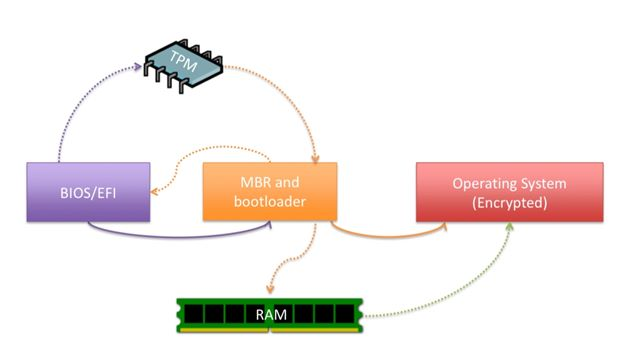 TPM
BIOS/EFI
MBR and
bootloader
Operating System
(Encrypted)
RAM